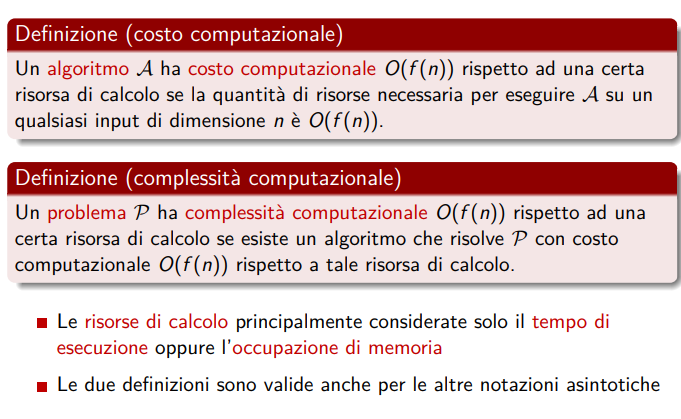 Definizione (costo computazionale)
Un algoritmo 𝒜 ha costo computazionale O(f(n)) rispetto ad una certa
risorsa di calcolo se la quantità di risorse necessaria per eseguire 𝒜 su un
qualsiasi input di dimensione n è O(f(n)).
Definizione (complessità computazionale)
Un problema 𝒫 ha complessità computazionale O(f(n)) rispetto ad una
certa risorsa di calcolo se esiste un algoritmo che risolve 𝒫 con costo
computazionale O(f(n)) rispetto a tale risorsa di calcolo.
Le risorse di calcolo principalmente considerate solo il tempo di
esecuzione oppure l'occupazione di memoria
Le due definizioni sono valide anche per le altre notazioni asintotiche